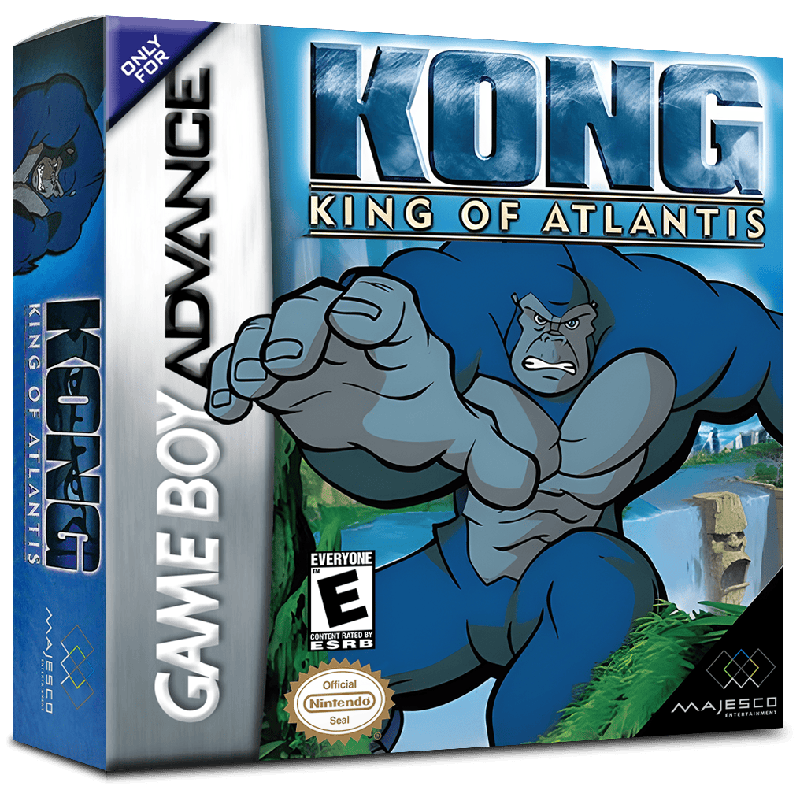 ONLY
FOR
GAME BOY ADVANCE
KONG
KING OF ATLANTIS
EVERYONE
E
CONTENT RATED BY
ESRB
Official
Nintendo
Seal
MAJESCO
ENTERTAINMENT
KONG
KING OF ATLANTIS
MAJESCO